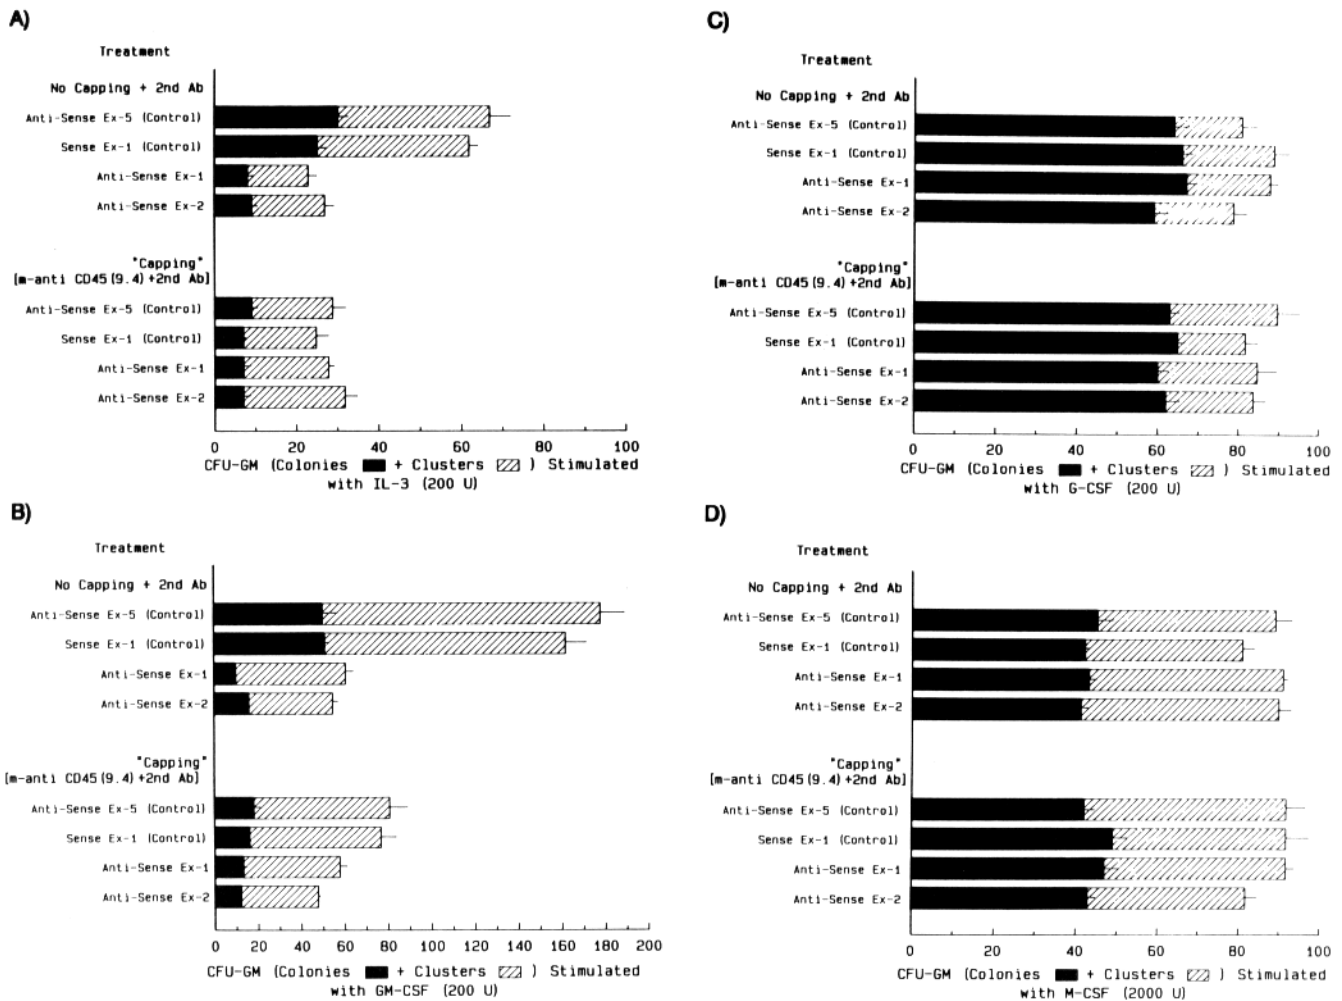 A)
Treatment
No Capping + 2nd Ab
Anti-Sense Ex-5 (Control)
Sense Ex-1 (Control)
Anti-Sense Ex-1
Anti-Sense Ex-2
"Capping"
[m-anti CD45(9.4)+2nd Ab]
Anti-Sense Ex-5 (Control)
Sense Ex-1 (Control)
Anti-Sense Ex-1
Anti-Sense Ex-2
0 20 40 60 80 100
CFU-GM (Colonies + Clusters ) Stimulated
with IL-3 (200 U)
B)
Treatment
No Capping + 2nd Ab
Anti-Sense Ex-5 (Control)
Sense Ex-1 (Control)
Anti-Sense Ex-1
Anti-Sense Ex-2
"Capping"
[m-anti CD45(9.4)+2nd Ab]
Anti-Sense Ex-5 (Control)
Sense Ex-1 (Control)
Anti-Sense Ex-1
Anti-Sense Ex-2
0 20 40 60 80 100 120 140 160 180 200
CFU-GM (Colonies + Clusters ) Stimulated
with GM-CSF (200 U)
C)
Treatment
No Capping + 2nd Ab
Anti-Sense Ex-5 (Control)
Sense Ex-1 (Control)
Anti-Sense Ex-1
Anti-Sense Ex-2
"Capping"
[m-anti CD45(9.4)+2nd Ab]
Anti-Sense Ex-5 (Control)
Sense Ex-1 (Control)
Anti-Sense Ex-1
Anti-Sense Ex-2
0 20 40 60 80 100
CFU-GM (Colonies + Clusters ) Stimulated
with G-CSF (200 U)
D)
Treatment
No Capping + 2nd Ab
Anti-Sense Ex-5 (Control)
Sense Ex-1 (Control)
Anti-Sense Ex-1
Anti-Sense Ex-2
"Capping"
[m-anti CD45(9.4)+2nd Ab]
Anti-Sense Ex-5 (Control)
Sense Ex-1 (Control)
Anti-Sense Ex-1
Anti-Sense Ex-2
0 20 40 60 80 100
CFU-GM (Colonies + Clusters ) Stimulated
with M-CSF (2000 U)